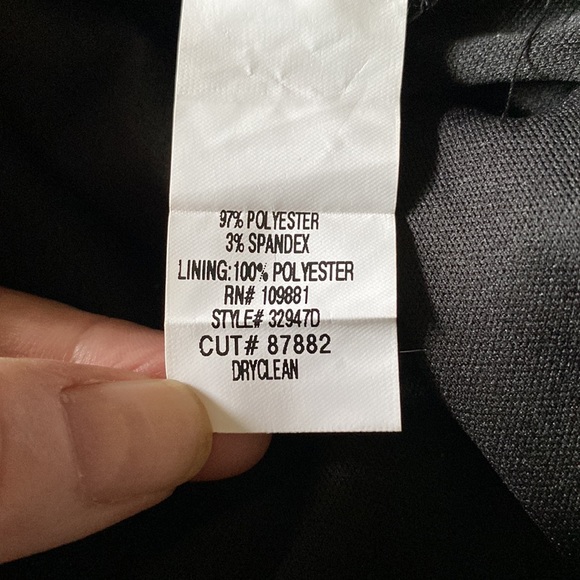 97% POLYESTER
3% SPANDEX
LINING:100% POLYESTER
RN# 109881
STYLE# 32947D
CUT# 87882
DRYCLEAN